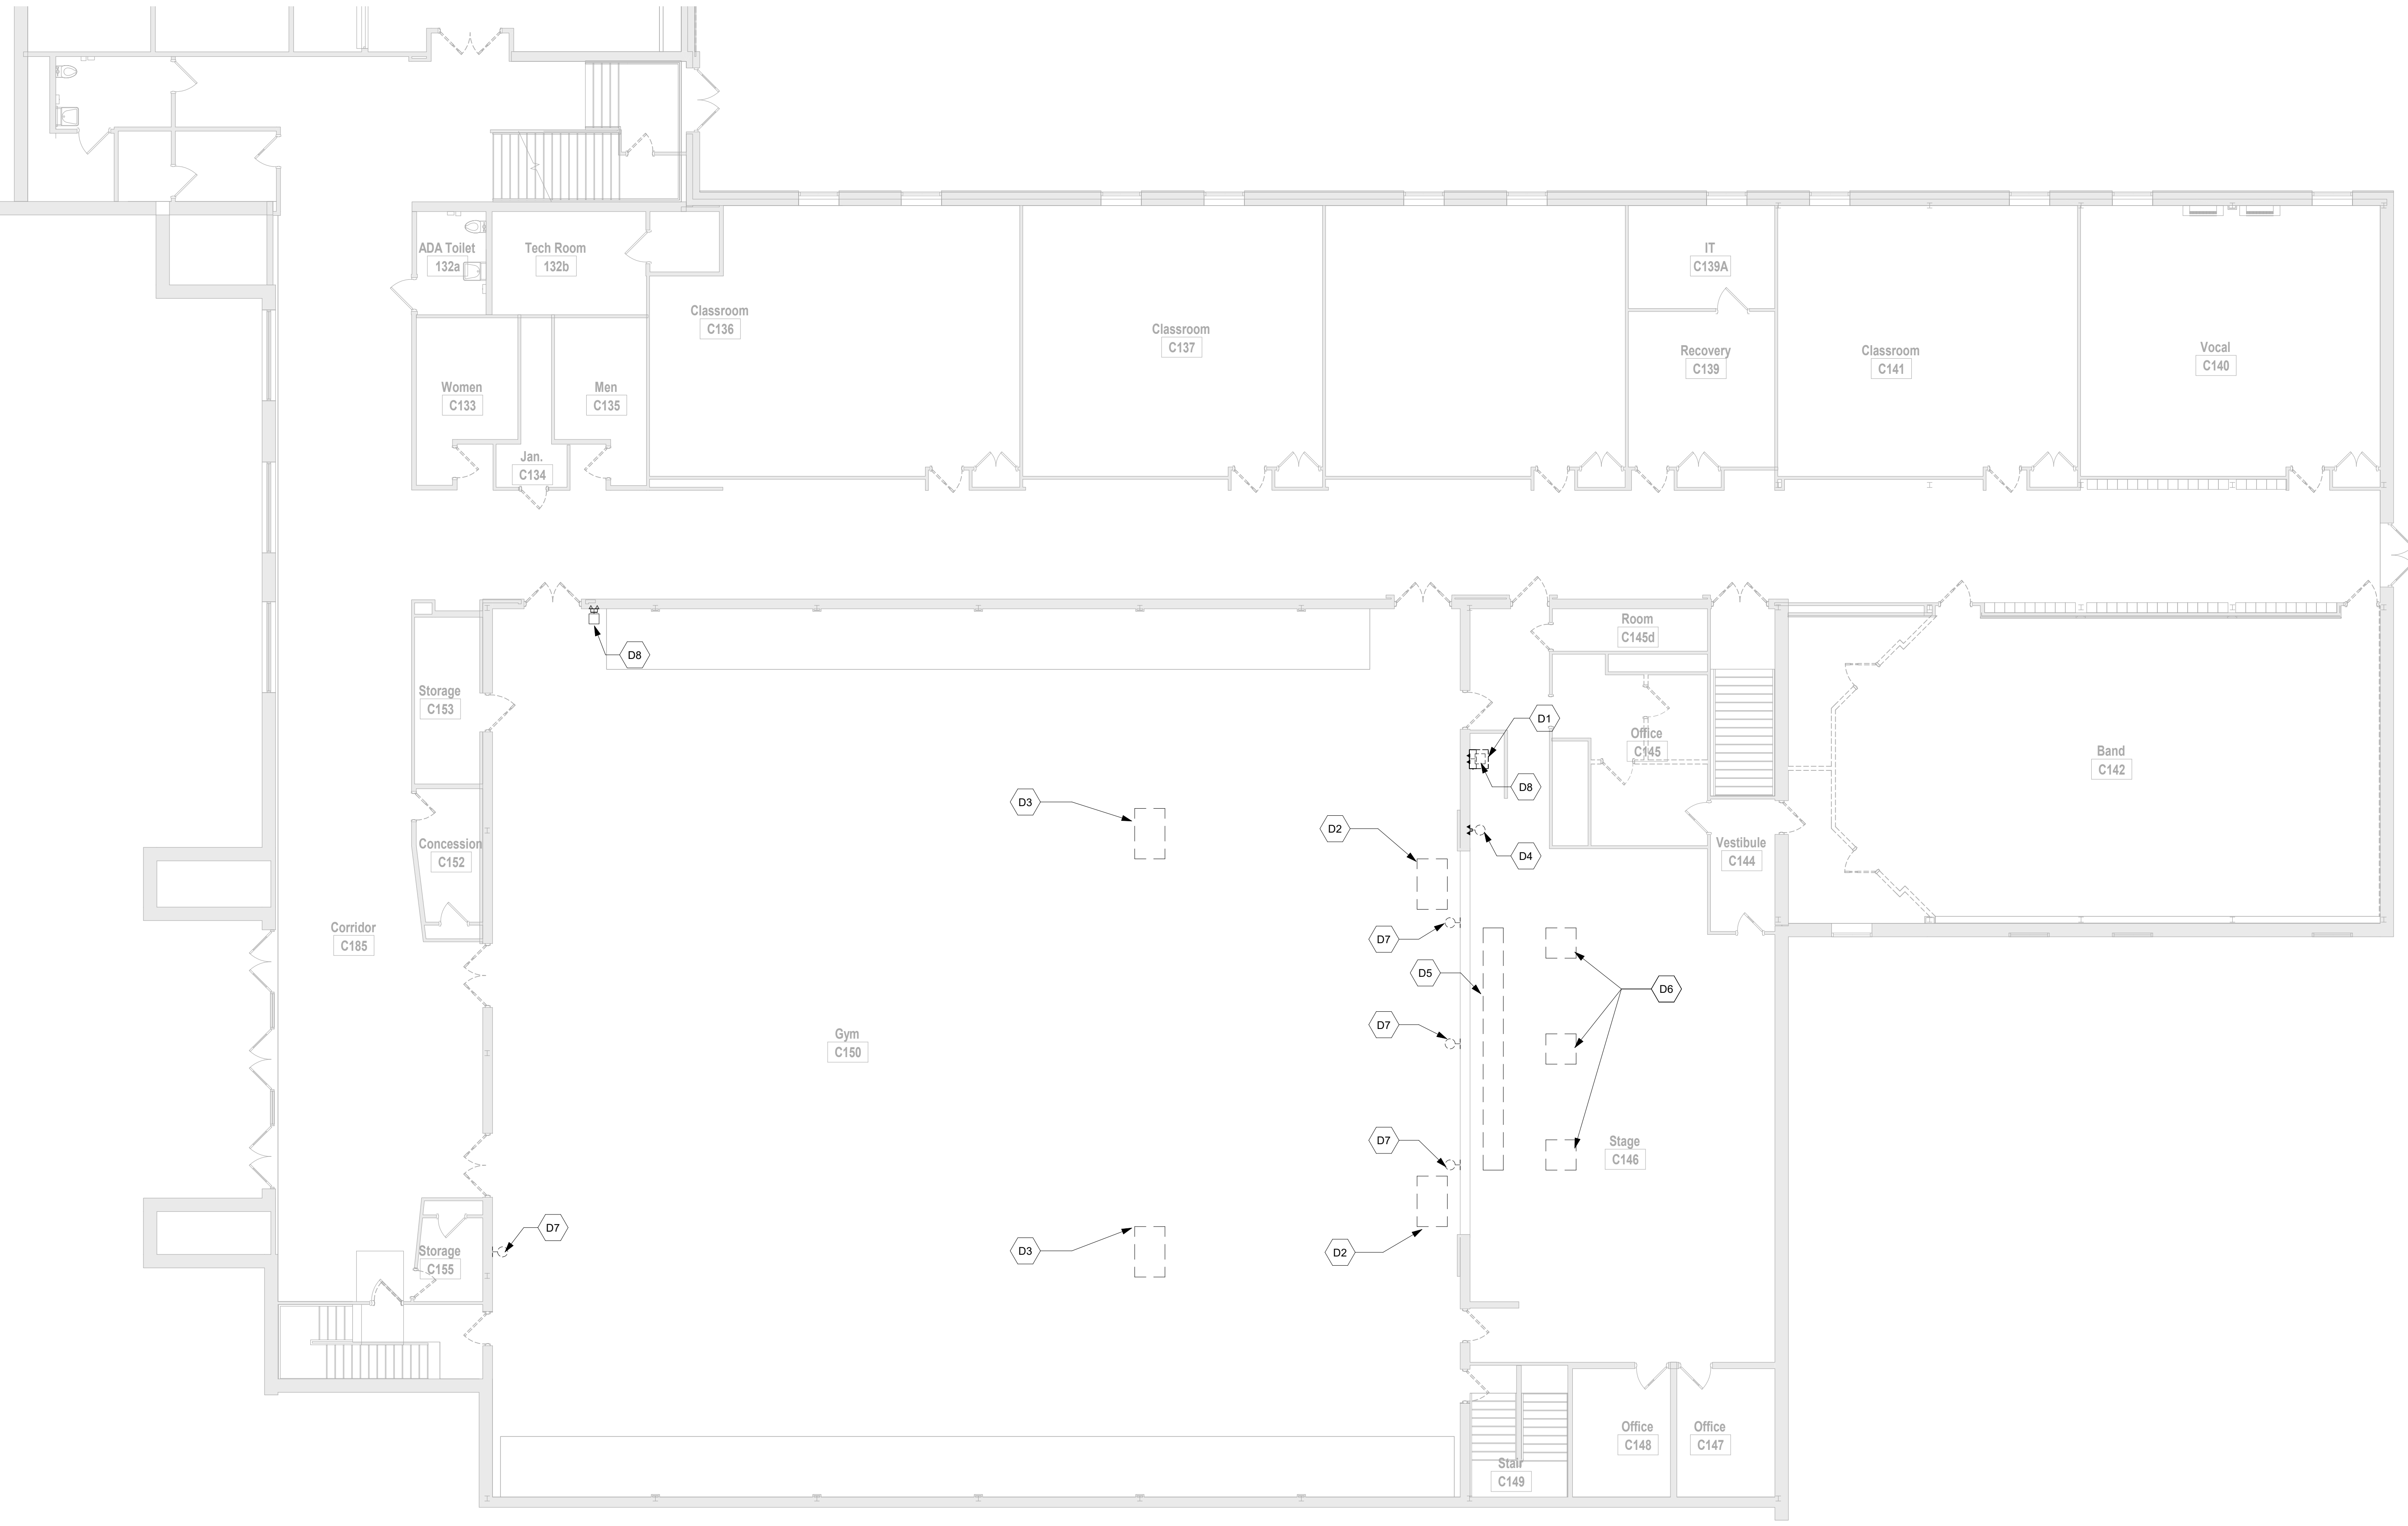 ADA Toilet
132a
Tech Room
132b
IT
C139A
Classroom
C136
Classroom
C137
Recovery
C139
Classroom
C141
Vocal
C140
Women
C133
Men
C135
Jan.
C134
D8
Room
C145d
Storage
C153
D1
Office
C145
Band
C142
D8
D3
D2
D4
Concession
C152
Vestibule
C144
Corridor
C185
D7
D5
D6
Gym
C150
D7
D7
Stage
C146
D7
Storage
C155
D3
D2
Office
C148
Office
C147
Stair
C149